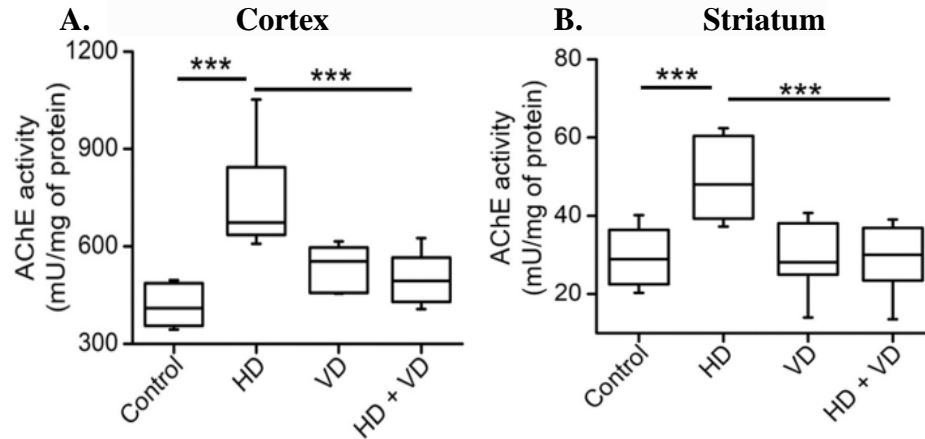 A. Cortex
1200
900
600
300
AChE activity
(mU/mg of protein)
***
***
Control
HD
VD
HD + VD
B. Striatum
80
60
40
20
AChE activity
(mU/mg of protein)
***
***
Control
HD
VD
HD + VD